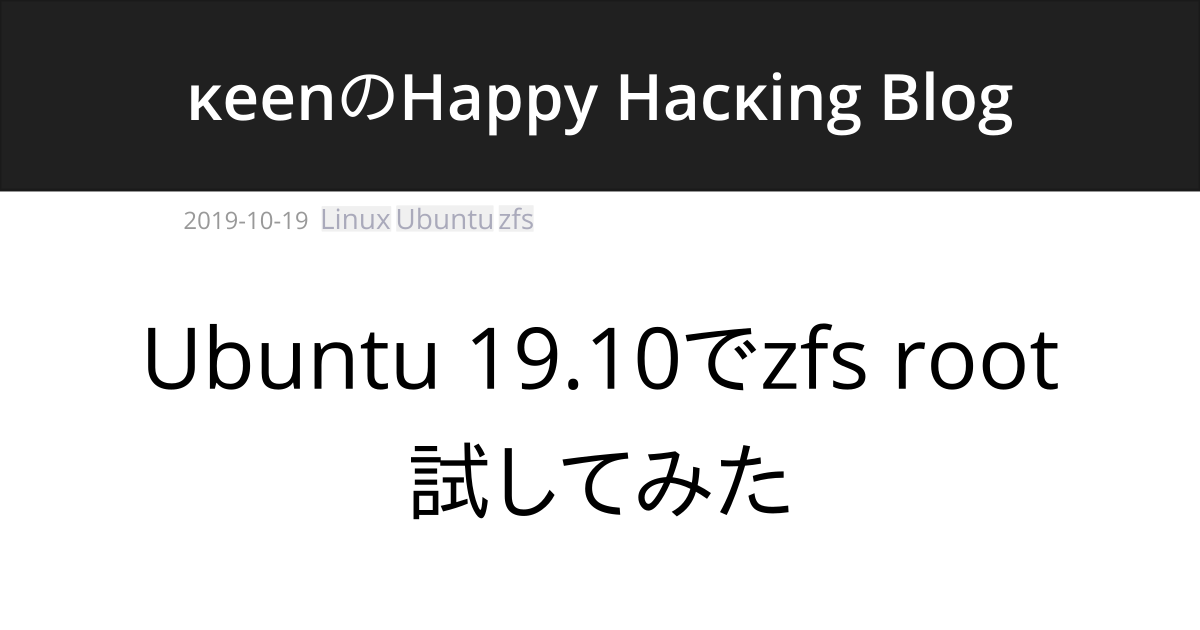 κeenのHappy Hacκing Blog
2019-10-19 Linux Ubuntu zfs
Ubuntu 19.10でzfs root
試してみた